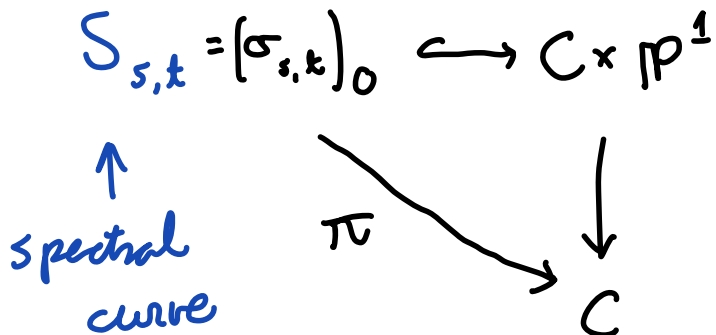 S_{s,t} = (σ_{s,t})_0 ↪ C × ℙ^1
↑
π
spectral
curve
C